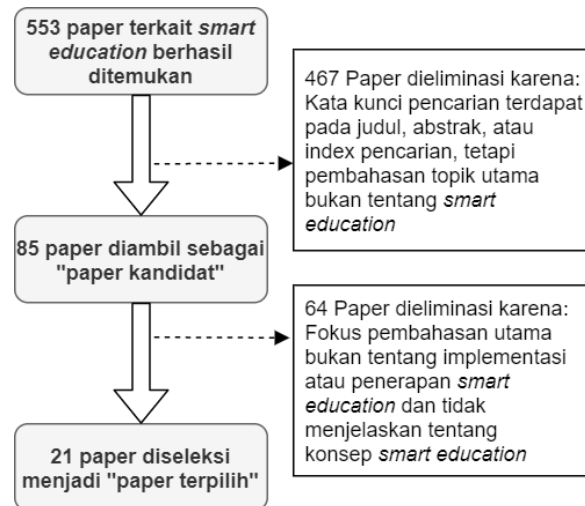 553 paper terkait smart
education berhasil
ditemukan
467 Paper dieliminasi karena:
Kata kunci pencarian terdapat
pada judul, abstrak, atau
index pencarian, tetapi
pembahasan topik utama
bukan tentang smart
education
85 paper diambil sebagai
"paper kandidat"
64 Paper dieliminasi karena:
Fokus pembahasan utama
bukan tentang implementasi
atau penerapan smart
education dan tidak
menjelaskan tentang
konsep smart education
21 paper diseleksi
menjadi "paper terpilih"